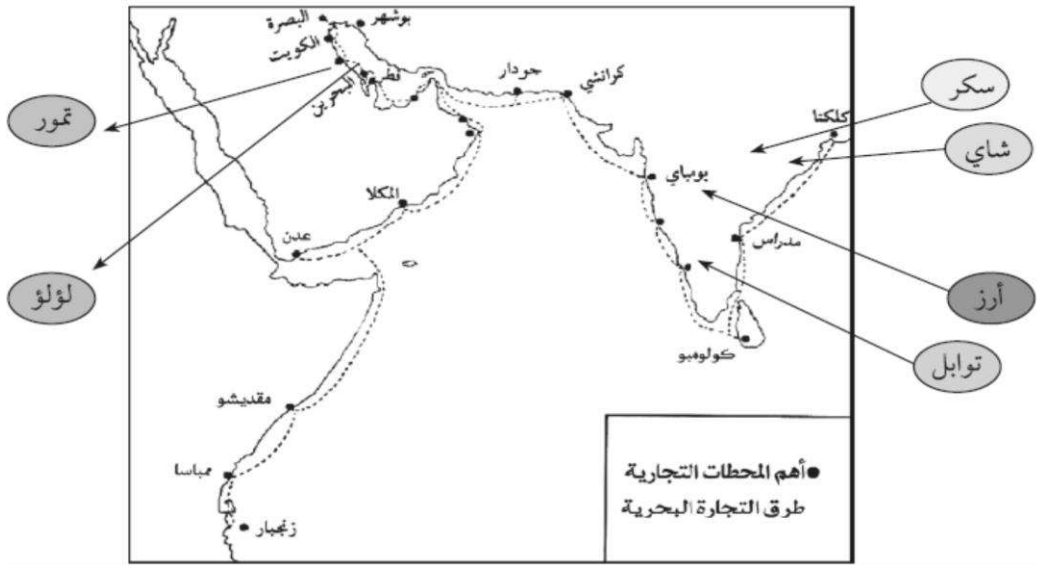 البصرة
بوشهر
الكويت
قطر
البحرين
جودار
كرانشي
كلكتا
سكر
شاي
تمور
بومباي
المكلا
عدن
مدراس
لؤلؤ
أرز
توابل
كولومبو
مقديشو
ممباسا
زنجبار
أهم المحطات التجارية
طرق التجارة البحرية